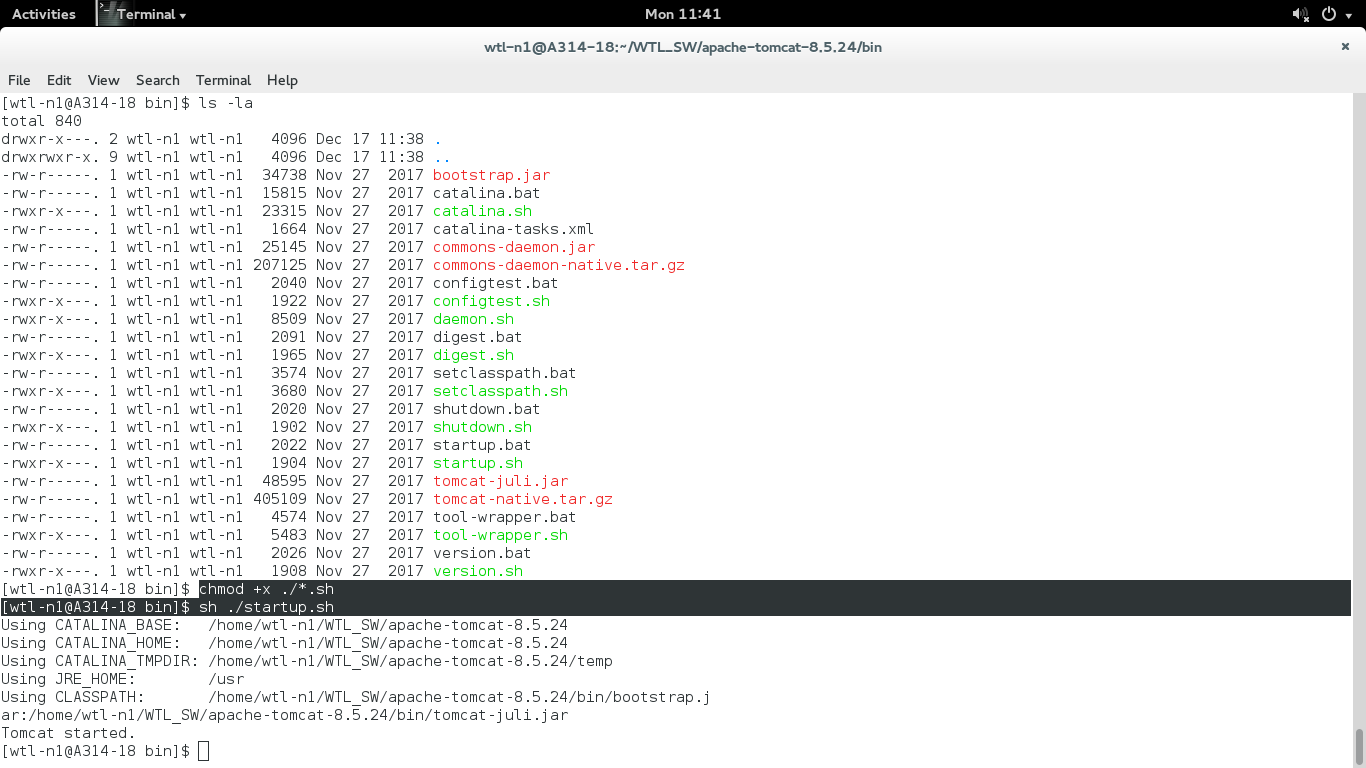 Activities Terminal Mon 11:41
wtl-n1@A314-18:~/WTL_SW/apache-tomcat-8.5.24/bin
File Edit View Search Terminal Help
[wtl-n1@A314-18 bin]$ ls -la
total 840
drwxr-x---. 2 wtl-n1 wtl-n1   4096 Dec 17 11:38 .
drwxrwxr-x. 9 wtl-n1 wtl-n1   4096 Dec 17 11:38 ..
-rw-r-----. 1 wtl-n1 wtl-n1  34738 Nov 27  2017 bootstrap.jar
-rw-r-----. 1 wtl-n1 wtl-n1  15815 Nov 27  2017 catalina.bat
-rwxr-x---. 1 wtl-n1 wtl-n1  23315 Nov 27  2017 catalina.sh
-rw-r-----. 1 wtl-n1 wtl-n1   1664 Nov 27  2017 catalina-tasks.xml
-rw-r-----. 1 wtl-n1 wtl-n1  25145 Nov 27  2017 commons-daemon.jar
-rw-r-----. 1 wtl-n1 wtl-n1 207125 Nov 27  2017 commons-daemon-native.tar.gz
-rw-r-----. 1 wtl-n1 wtl-n1   2040 Nov 27  2017 configtest.bat
-rwxr-x---. 1 wtl-n1 wtl-n1   1922 Nov 27  2017 configtest.sh
-rwxr-x---. 1 wtl-n1 wtl-n1   8509 Nov 27  2017 daemon.sh
-rw-r-----. 1 wtl-n1 wtl-n1   2091 Nov 27  2017 digest.bat
-rwxr-x---. 1 wtl-n1 wtl-n1   1965 Nov 27  2017 digest.sh
-rw-r-----. 1 wtl-n1 wtl-n1   3574 Nov 27  2017 setclasspath.bat
-rwxr-x---. 1 wtl-n1 wtl-n1   3680 Nov 27  2017 setclasspath.sh
-rw-r-----. 1 wtl-n1 wtl-n1   2020 Nov 27  2017 shutdown.bat
-rwxr-x---. 1 wtl-n1 wtl-n1   1902 Nov 27  2017 shutdown.sh
-rw-r-----. 1 wtl-n1 wtl-n1   2022 Nov 27  2017 startup.bat
-rwxr-x---. 1 wtl-n1 wtl-n1   1904 Nov 27  2017 startup.sh
-rw-r-----. 1 wtl-n1 wtl-n1  48595 Nov 27  2017 tomcat-juli.jar
-rw-r-----. 1 wtl-n1 wtl-n1 405109 Nov 27  2017 tomcat-native.tar.gz
-rw-r-----. 1 wtl-n1 wtl-n1   4574 Nov 27  2017 tool-wrapper.bat
-rwxr-x---. 1 wtl-n1 wtl-n1   5483 Nov 27  2017 tool-wrapper.sh
-rw-r-----. 1 wtl-n1 wtl-n1   2026 Nov 27  2017 version.bat
-rwxr-x---. 1 wtl-n1 wtl-n1   1908 Nov 27  2017 version.sh
[wtl-n1@A314-18 bin]$ chmod +x ./*.sh
[wtl-n1@A314-18 bin]$ sh ./startup.sh
Using CATALINA_BASE:   /home/wtl-n1/WTL_SW/apache-tomcat-8.5.24
Using CATALINA_HOME:   /home/wtl-n1/WTL_SW/apache-tomcat-8.5.24
Using CATALINA_TMPDIR: /home/wtl-n1/WTL_SW/apache-tomcat-8.5.24/temp
Using JRE_HOME:        /usr
Using CLASSPATH:       /home/wtl-n1/WTL_SW/apache-tomcat-8.5.24/bin/bootstrap.j
ar:/home/wtl-n1/WTL_SW/apache-tomcat-8.5.24/bin/tomcat-juli.jar
Tomcat started.
[wtl-n1@A314-18 bin]$